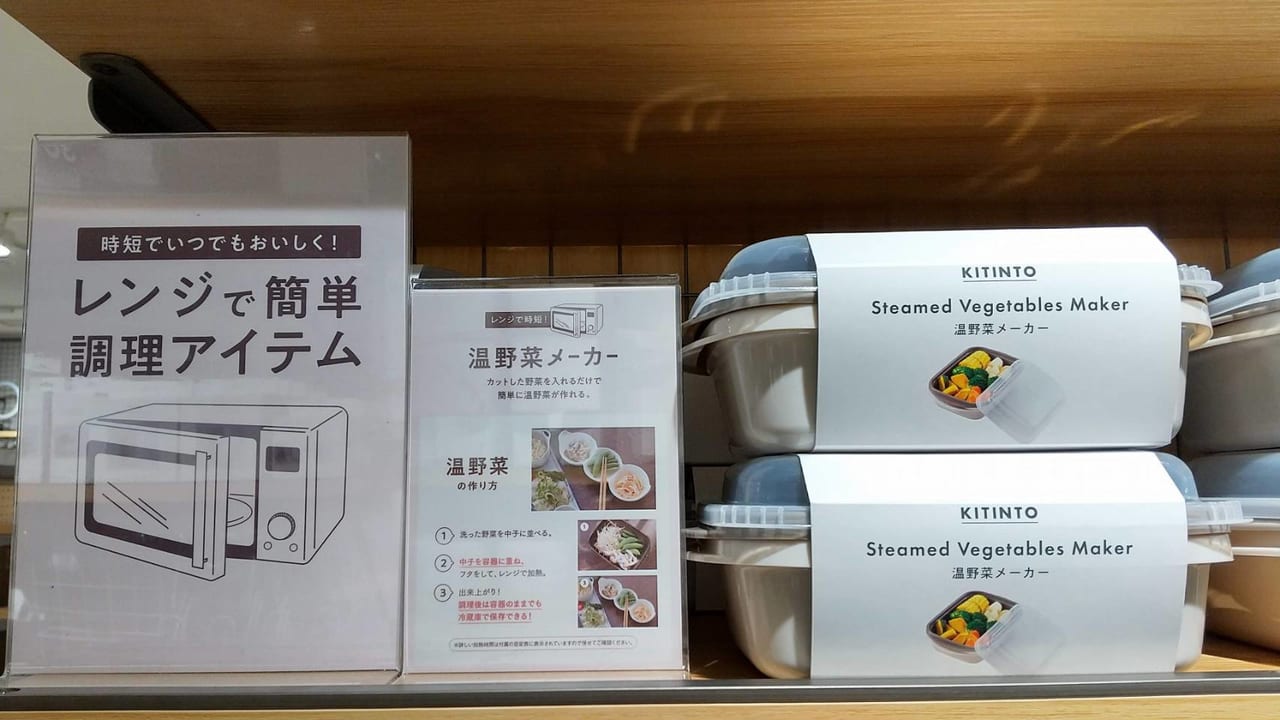 時短でいつでもおいしく!
レンジで簡単
調理アイテム
レンジで時短!
温野菜メーカー
カットした野菜を入れるだけで
簡単に温野菜が作れる。
温野菜
の作り方
1 洗った野菜を中子に並べる。
2 中子を容器に重ね、
フタをして、レンジで加熱。
3 出来上がり!
調理後は容器のままでも
冷蔵庫で保存できる!
KITINTO
Steamed Vegetables Maker
温野菜メーカー
KITINTO
Steamed Vegetables Maker
温野菜メーカー